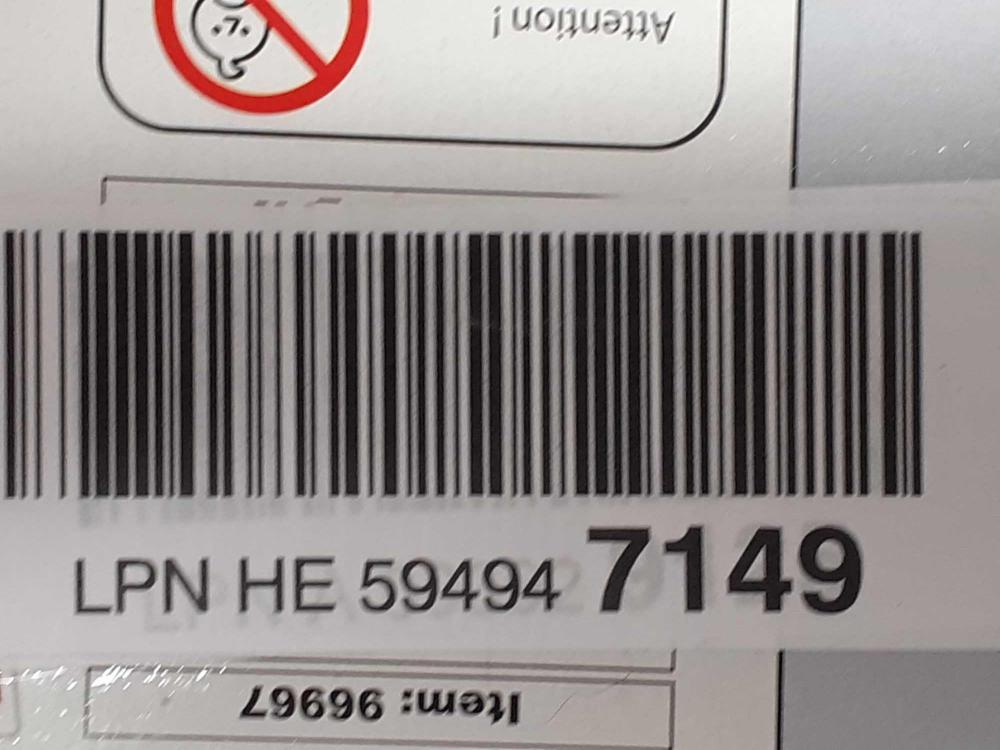 Attention !
LPN HE 59494 7149
Item: 96967